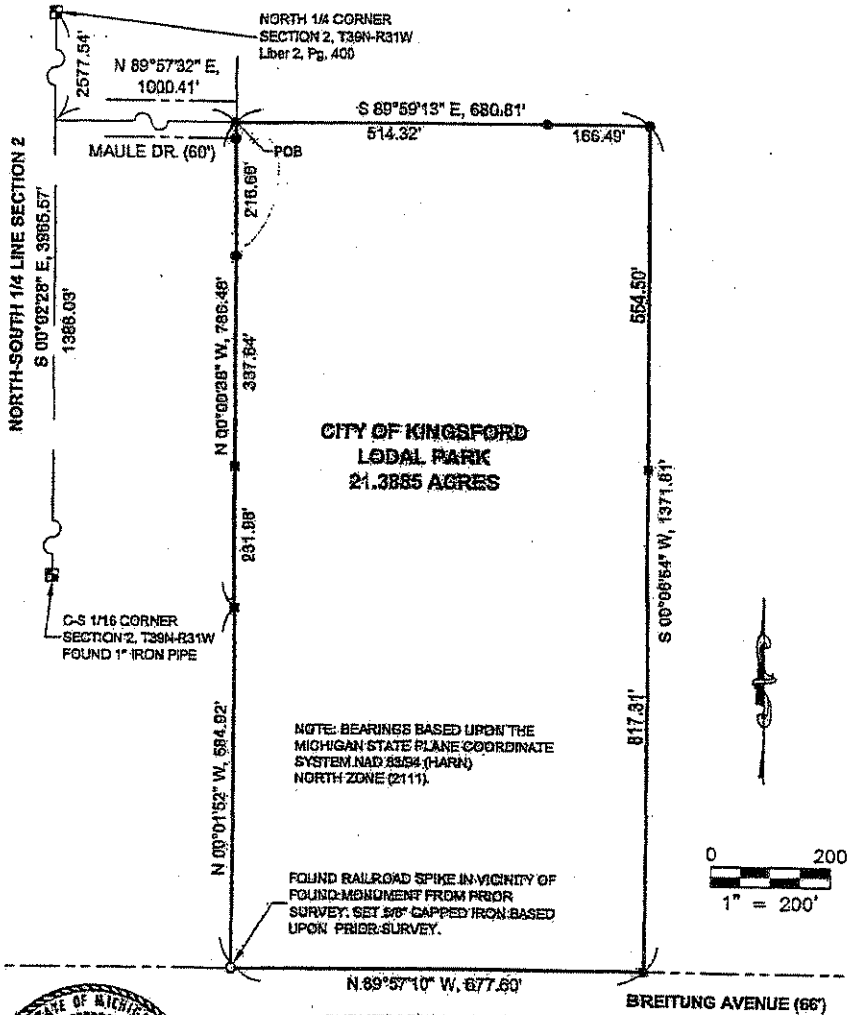 NORTH 1/4 CORNER
SECTION 2, T39N-R31W
Liber 2, Pg. 400
2577.54'
N 89°57'32" E,
1000.41'
S 89°59'13" E, 680.81'
514.32'
166.49'
MAULE DR. (60')
POB
216.66'
NORTH-SOUTH 1/4 LINE SECTION 2
S 00°02'28" E, 3965.57'
1388.03'
N 00°00'38" W, 786.48'
337.84'
554.50'
CITY OF KINGSFORD
LODAL PARK
21.3885 AGRES
231.98'
S 00°06'54" W, 1371.81'
C-S 1/16 CORNER
SECTION 2, T39N-R31W
FOUND 1" IRON PIPE
N 00°01'52" W, 584.92'
817.31'
NOTE: BEARINGS BASED UPON THE
MICHIGAN STATE PLANE COORDINATE
SYSTEM NAD 83/94 (HARN)
NORTH ZONE (2111).
0 200
1" = 200'
FOUND RAILROAD SPIKE IN VICINITY OF
FOUND MONUMENT FROM PRIOR
SURVEY. SET 5/8" CAPPED IRON BASED
UPON PRIOR SURVEY.
N 89°57'10" W, 677.60'
BREITUNG AVENUE (66')
OF MICHIG